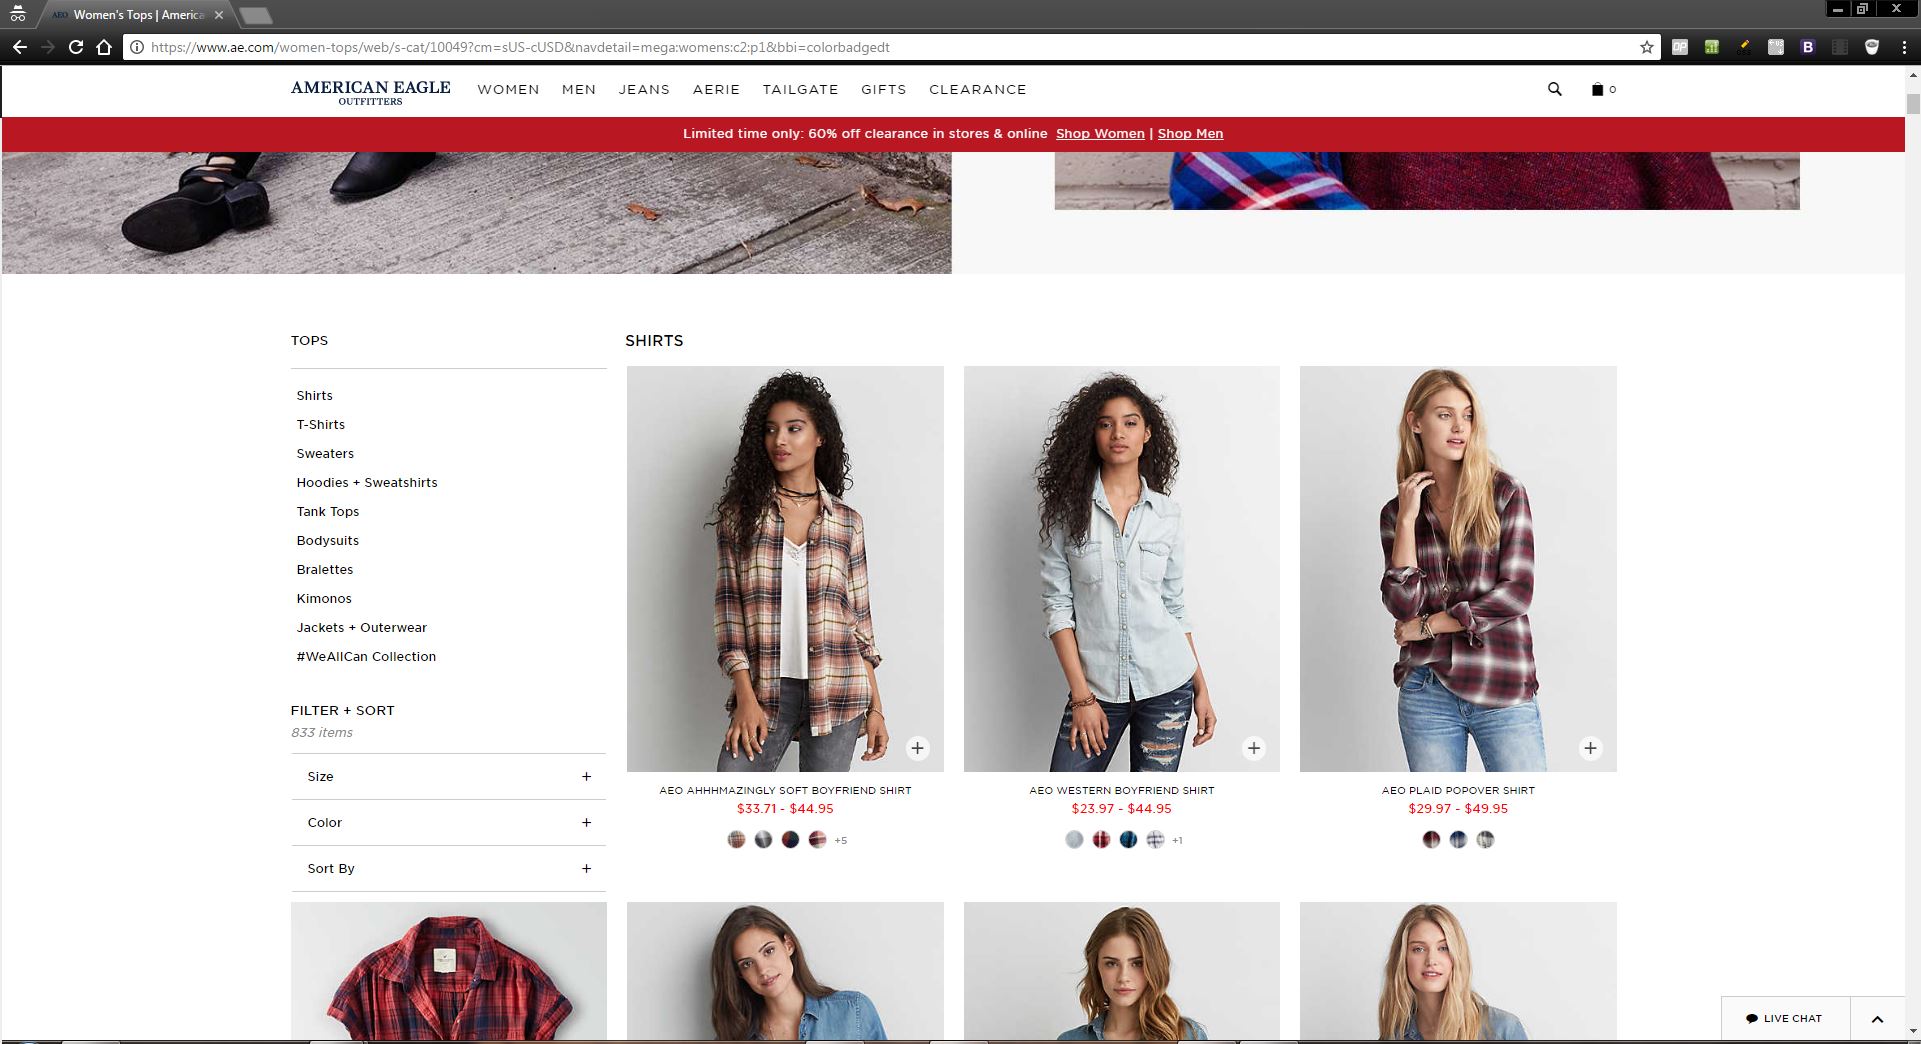 AEO Women's Tops | America
https://www.ae.com/women-tops/web/s-cat/10049?cm=sUS-cUSD&navdetail=mega:womens:c2:p1&bbi=colorbadgedt
AMERICAN EAGLE
OUTFITTERS
WOMEN MEN JEANS AERIE TAILGATE GIFTS CLEARANCE
0
Limited time only: 60% off clearance in stores & online Shop Women | Shop Men
TOPS
Shirts
T-Shirts
Sweaters
Hoodies + Sweatshirts
Tank Tops
Bodysuits
Bralettes
Kimonos
Jackets + Outerwear
#WeAllCan Collection
FILTER + SORT
833 items
Size +
Color +
Sort By +
SHIRTS
AEO AHHHMAZINGLY SOFT BOYFRIEND SHIRT
$33.71 - $44.95
+5
AEO WESTERN BOYFRIEND SHIRT
$23.97 - $44.95
+1
AEO PLAID POPOVER SHIRT
$29.97 - $49.95
LIVE CHAT